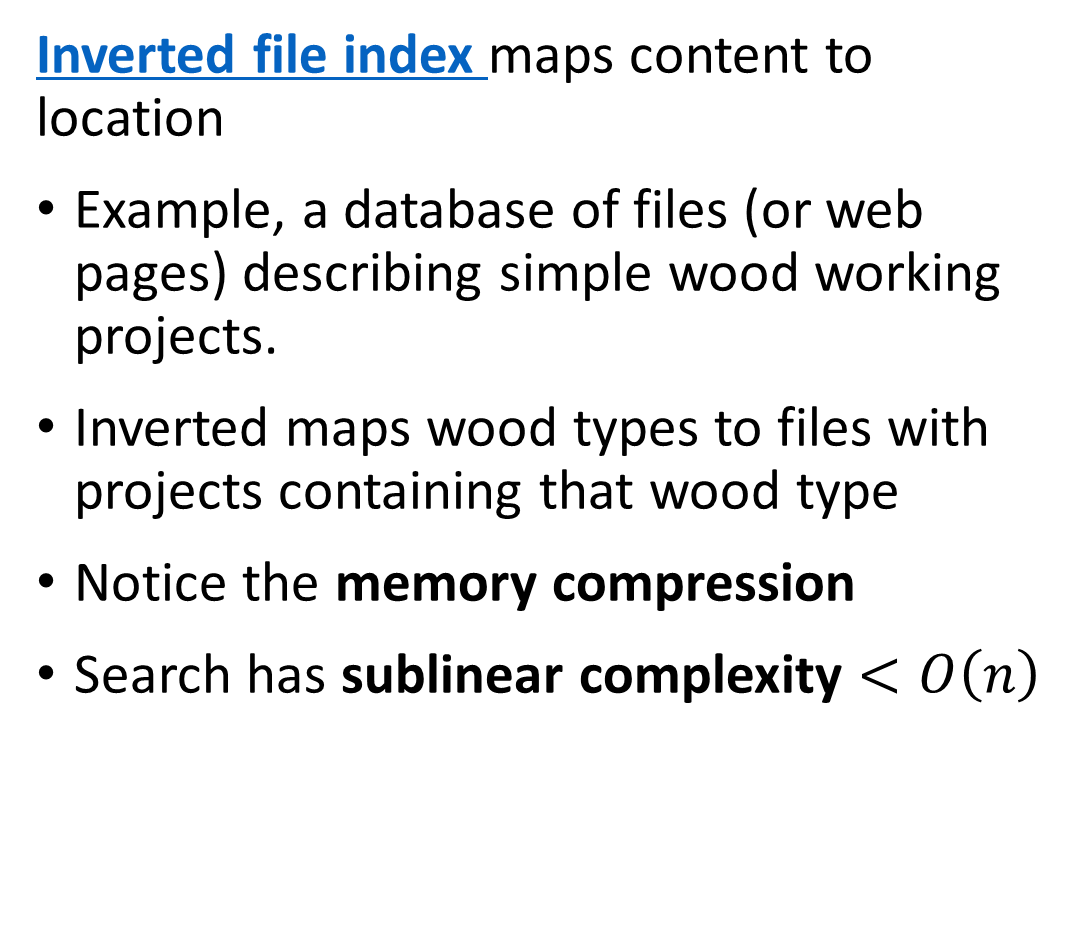 Inverted file index maps content to
location
• Example, a database of files (or web
pages) describing simple wood working
projects.
• Inverted maps wood types to files with
projects containing that wood type
• Notice the memory compression
• Search has sublinear complexity < O(n)